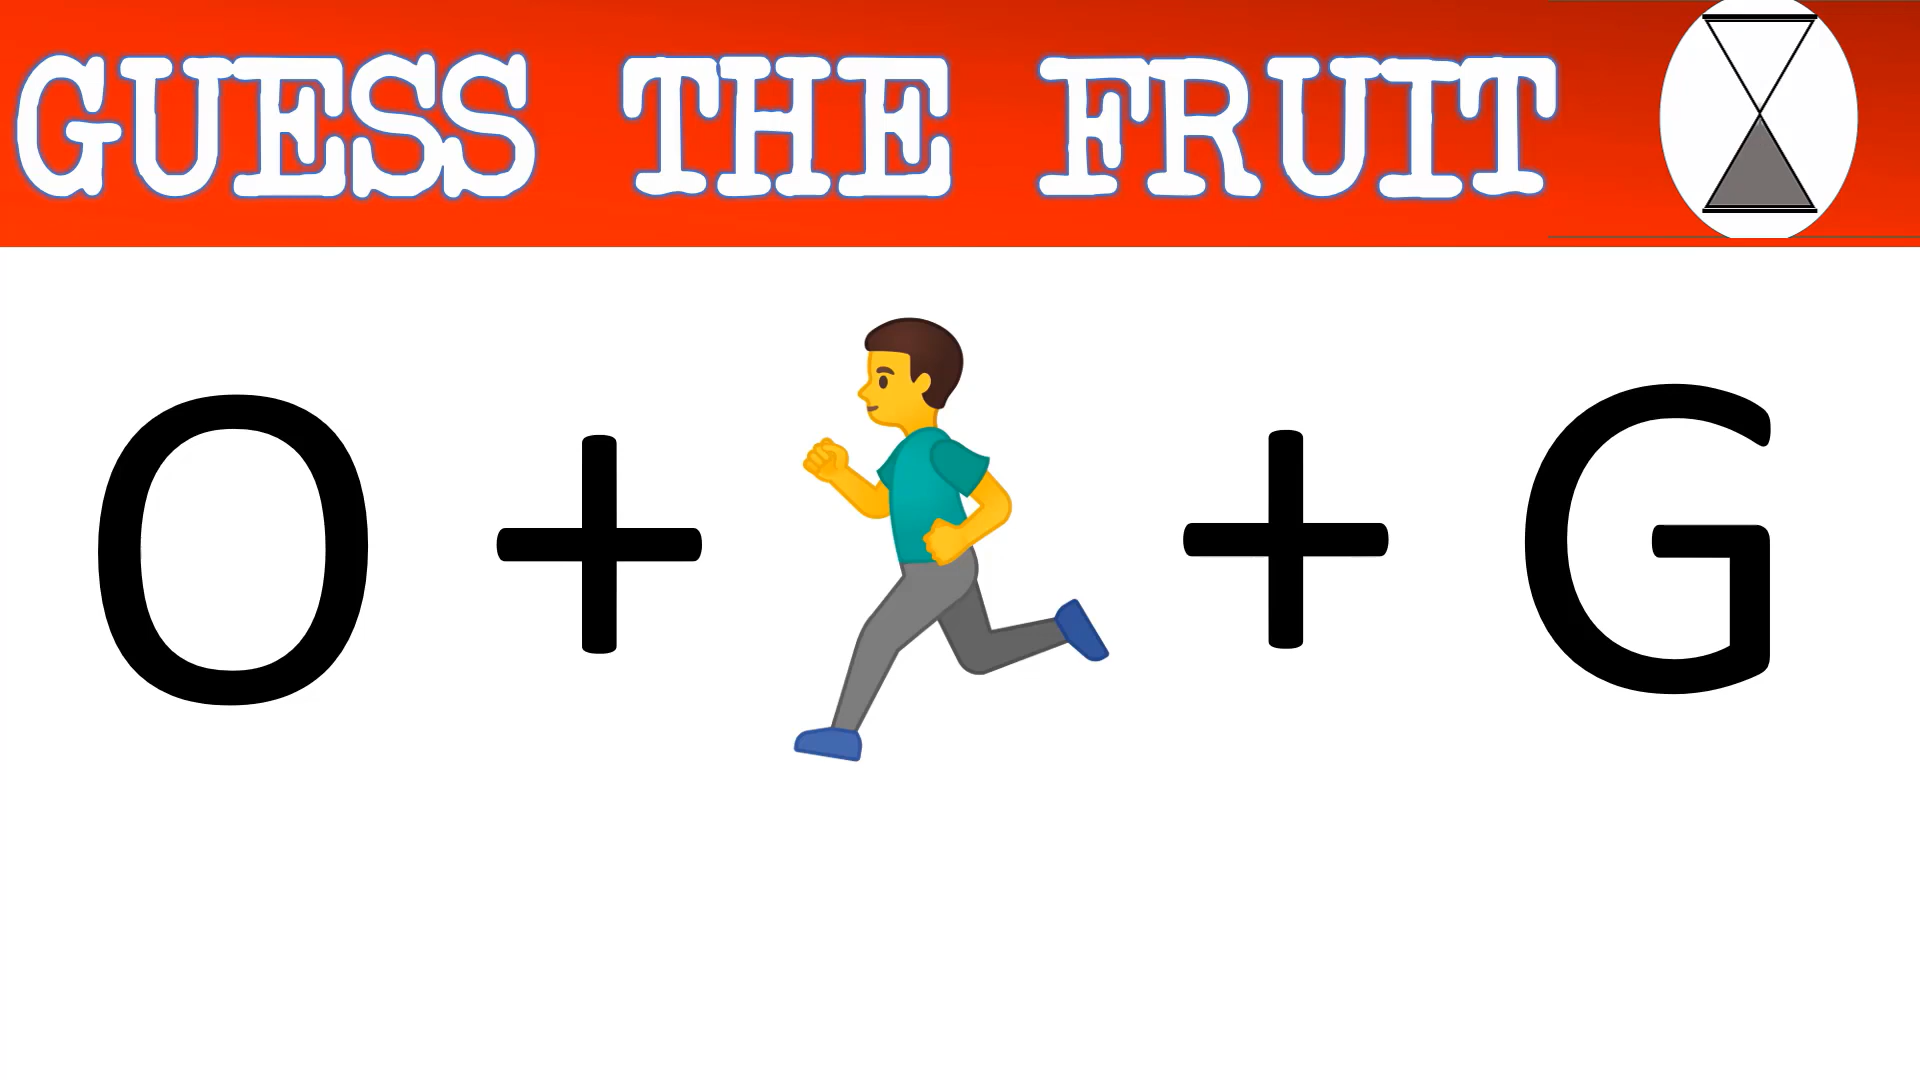 GUESS THE FRUIT
O + + G